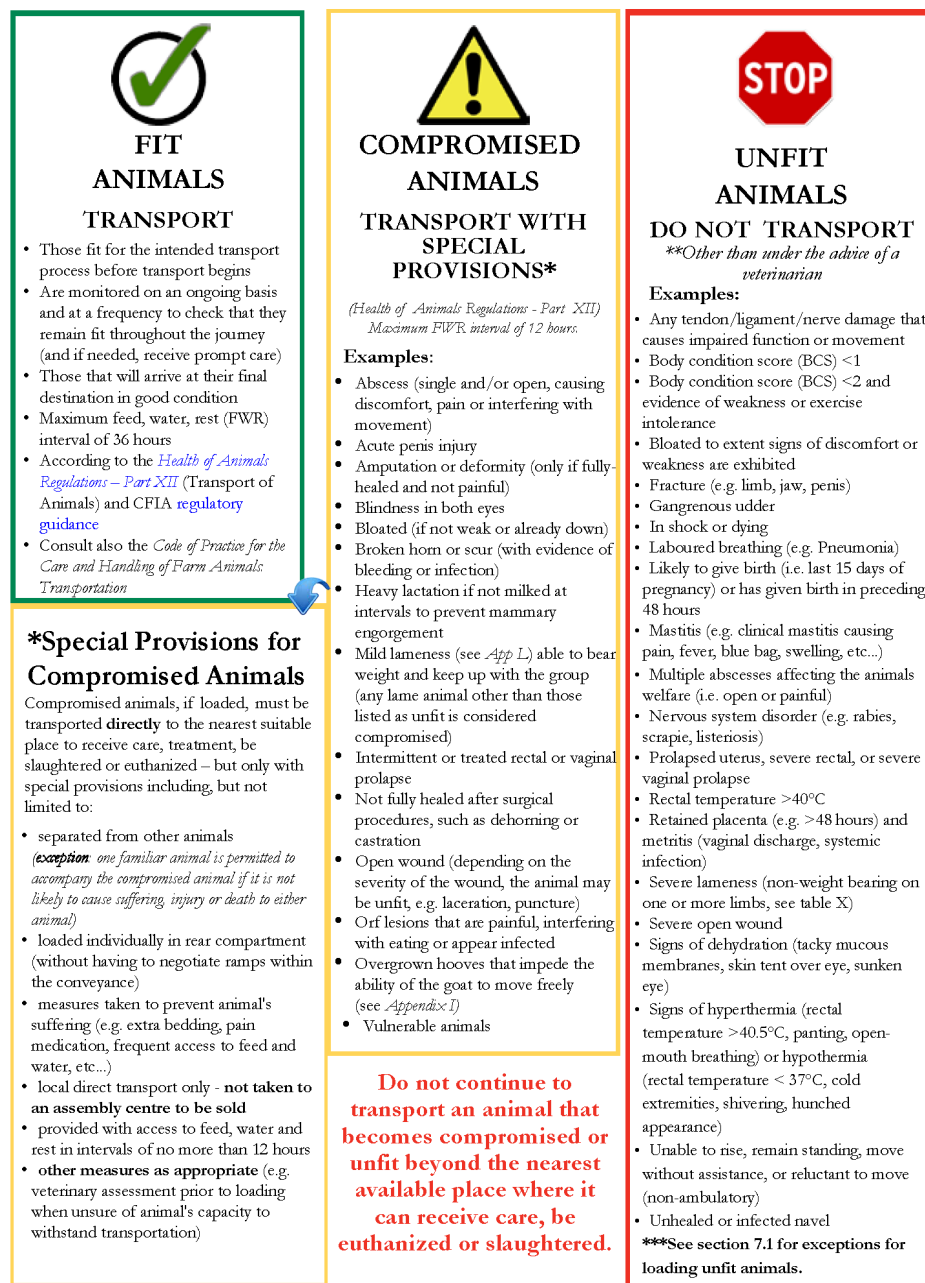 FIT
ANIMALS
TRANSPORT
• Those fit for the intended transport
process before transport begins
• Are monitored on an ongoing basis
and at a frequency to check that they
remain fit throughout the journey
(and if needed, receive prompt care)
• Those that will arrive at their final
destination in good condition
• Maximum feed, water, rest (FWR)
interval of 36 hours
• According to the Health of Animals
Regulations – Part XII (Transport of
Animals) and CFIA regulatory
guidance
• Consult also the Code of Practice for the
Care and Handling of Farm Animals:
Transportation
*Special Provisions for
Compromised Animals
Compromised animals, if loaded, must be
transported directly to the nearest suitable
place to receive care, treatment, be
slaughtered or euthanized – but only with
special provisions including, but not
limited to:
• separated from other animals
(exception: one familiar animal is permitted to
accompany the compromised animal if it is not
likely to cause suffering, injury or death to either
animal)
• loaded individually in rear compartment
(without having to negotiate ramps within
the conveyance)
• measures taken to prevent animal's
suffering (e.g. extra bedding, pain
medication, frequent access to feed and
water, etc...)
• local direct transport only - not taken to
an assembly centre to be sold
• provided with access to feed, water and
rest in intervals of no more than 12 hours
• other measures as appropriate (e.g.
veterinary assessment prior to loading
when unsure of animal's capacity to
withstand transportation)
COMPROMISED
ANIMALS
TRANSPORT WITH
SPECIAL
PROVISIONS*
(Health of Animals Regulations - Part XII)
Maximum FWR interval of 12 hours.
Examples:
• Abscess (single and/or open, causing
discomfort, pain or interfering with
movement)
• Acute penis injury
• Amputation or deformity (only if fully-
healed and not painful)
• Blindness in both eyes
• Bloated (if not weak or already down)
• Broken horn or scur (with evidence of
bleeding or infection)
• Heavy lactation if not milked at
intervals to prevent mammary
engorgement
• Mild lameness (see App L) able to bear
weight and keep up with the group
(any lame animal other than those
listed as unfit is considered
compromised)
• Intermittent or treated rectal or vaginal
prolapse
• Not fully healed after surgical
procedures, such as dehorning or
castration
• Open wound (depending on the
severity of the wound, the animal may
be unfit, e.g. laceration, puncture)
• Orf lesions that are painful, interfering
with eating or appear infected
• Overgrown hooves that impede the
ability of the goat to move freely
(see Appendix I)
• Vulnerable animals
Do not continue to
transport an animal that
becomes compromised or
unfit beyond the nearest
available place where it
can receive care, be
euthanized or slaughtered.
STOP
UNFIT
ANIMALS
DO NOT TRANSPORT
**Other than under the advice of a
veterinarian
Examples:
• Any tendon/ligament/nerve damage that
causes impaired function or movement
• Body condition score (BCS) <1
• Body condition score (BCS) <2 and
evidence of weakness or exercise
intolerance
• Bloated to extent signs of discomfort or
weakness are exhibited
• Fracture (e.g. limb, jaw, penis)
• Gangrenous udder
• In shock or dying
• Laboured breathing (e.g. Pneumonia)
• Likely to give birth (i.e. last 15 days of
pregnancy) or has given birth in preceding
48 hours
• Mastitis (e.g. clinical mastitis causing
pain, fever, blue bag, swelling, etc...)
• Multiple abscesses affecting the animals
welfare (i.e. open or painful)
• Nervous system disorder (e.g. rabies,
scrapie, listeriosis)
• Prolapsed uterus, severe rectal, or severe
vaginal prolapse
• Rectal temperature >40°C
• Retained placenta (e.g. >48 hours) and
metritis (vaginal discharge, systemic
infection)
• Severe lameness (non-weight bearing on
one or more limbs, see table X)
• Severe open wound
• Signs of dehydration (tacky mucous
membranes, skin tent over eye, sunken
eye)
• Signs of hyperthermia (rectal
temperature >40.5°C, panting, open-
mouth breathing) or hypothermia
(rectal temperature < 37°C, cold
extremities, shivering, hunched
appearance)
• Unable to rise, remain standing, move
without assistance, or reluctant to move
(non-ambulatory)
• Unhealed or infected navel
***See section 7.1 for exceptions for
loading unfit animals.